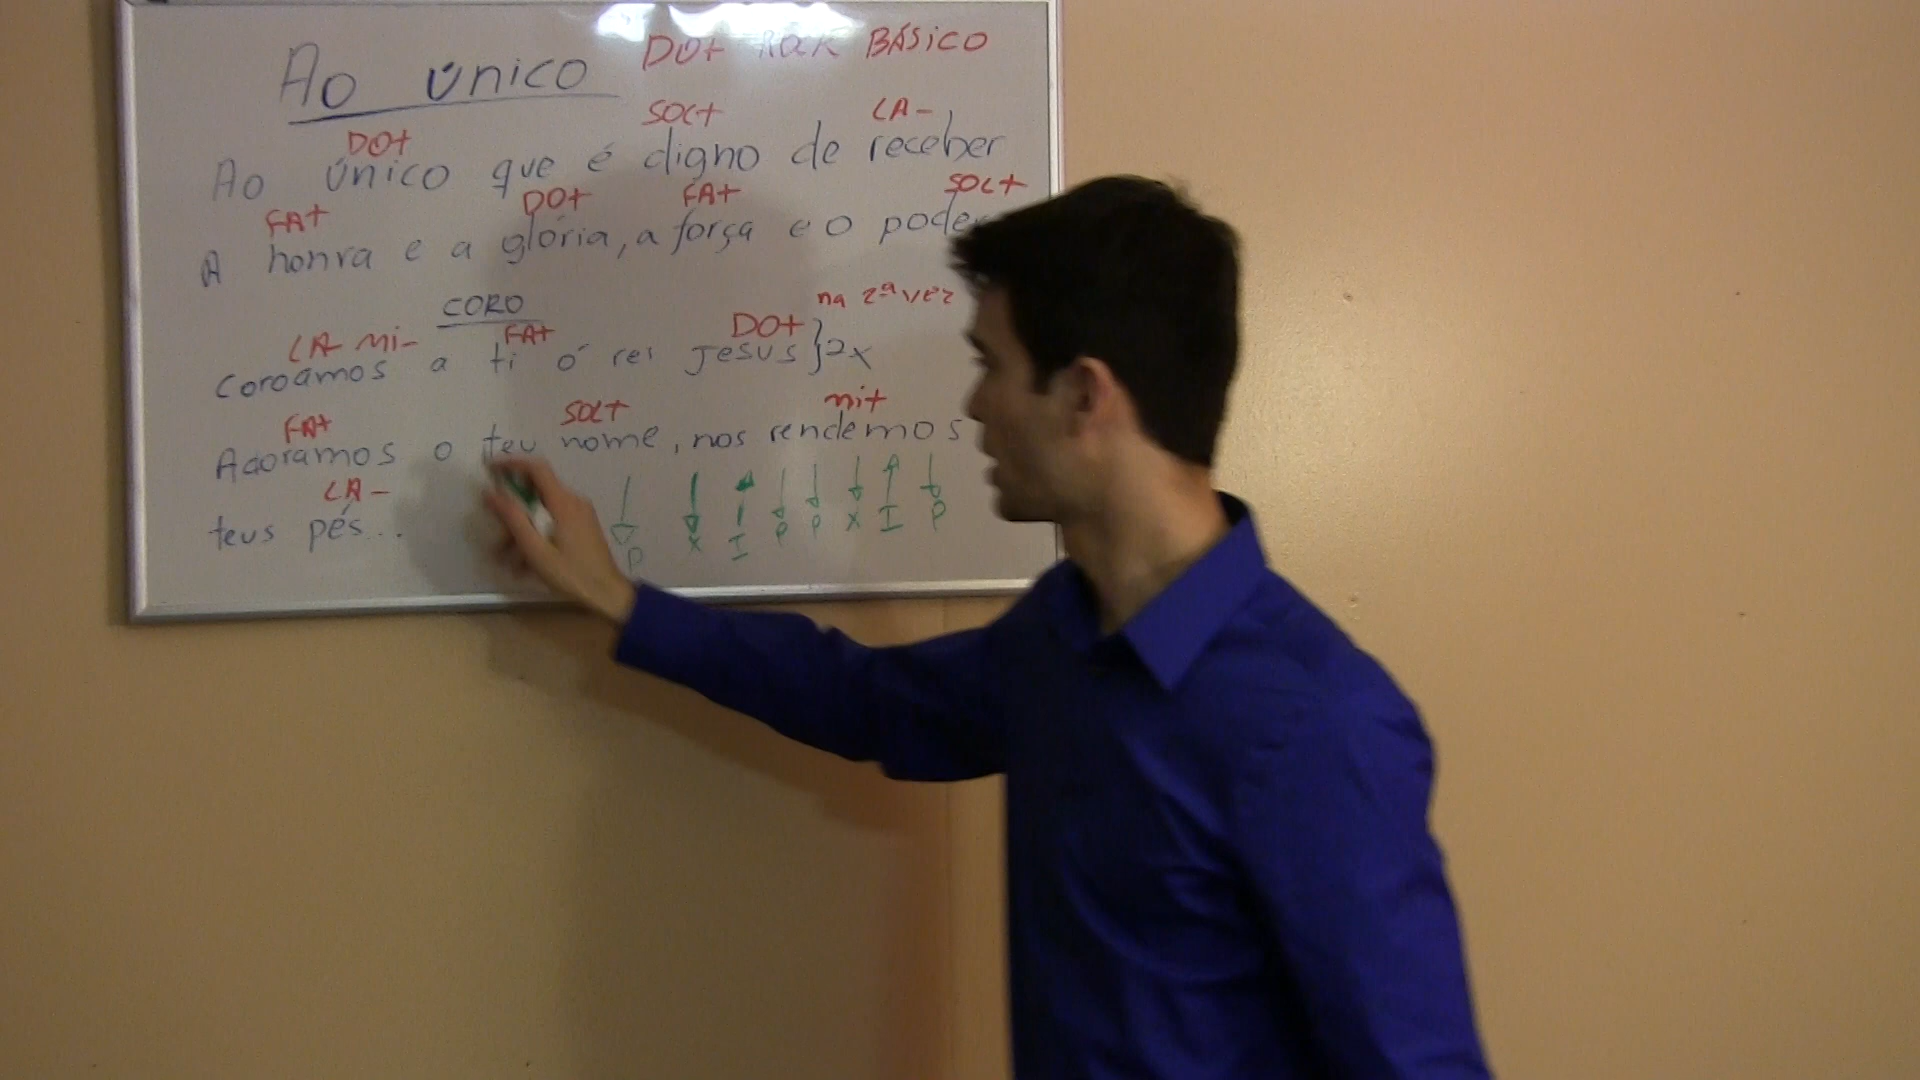 Ao único DO+ ROCK BÁSICO
DO+ SOL+ LA-
Ao único que é digno de receber
FA+ DO+ FA+ SOL+
A honra e a glória, a força e o poder
CORO
na 2ª vez
LA- mi- FA+ DO+
Coroamos a ti ó rei Jesus }2x
FA+ SOL+ mi+
Adoramos o teu nome, nos rendemos
LA-
teus pés...
↓ ↓ ↑ ↓ ↓ ↓ ↑ ↓
P X I P P X I P